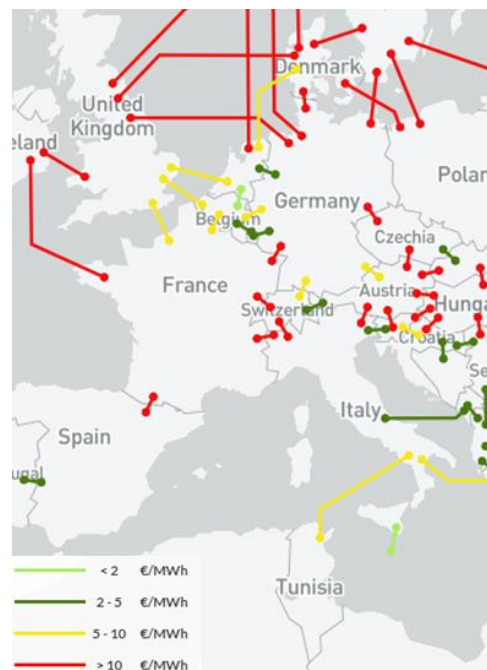 Denmark
United
Kingdom
eland
Polar
Germany
Belgium
Czechia
France
Austria
Switzerland
Hunga
Croatia
Se
Italy
Spain
ugal
Tunisia
< 2 €/MWh
2 - 5 €/MWh
5 - 10 €/MWh
> 10 €/MWh